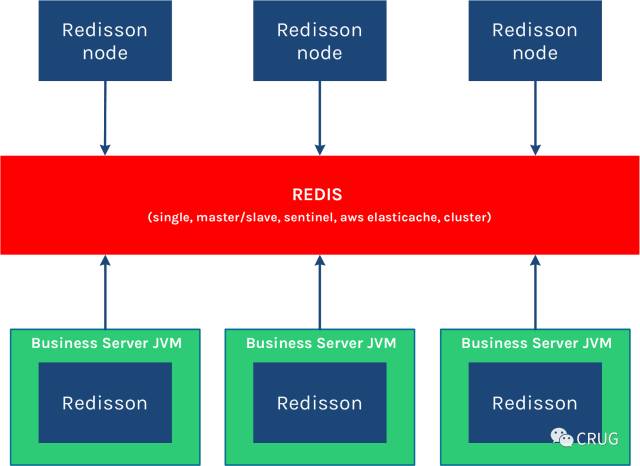 Redisson
node
Redisson
node
Redisson
node
REDIS
(single, master/slave, sentinel, aws elasticache, cluster)
Business Server JVM
Business Server JVM
Business Server JVM
Redisson
Redisson
Redisson
CRUG